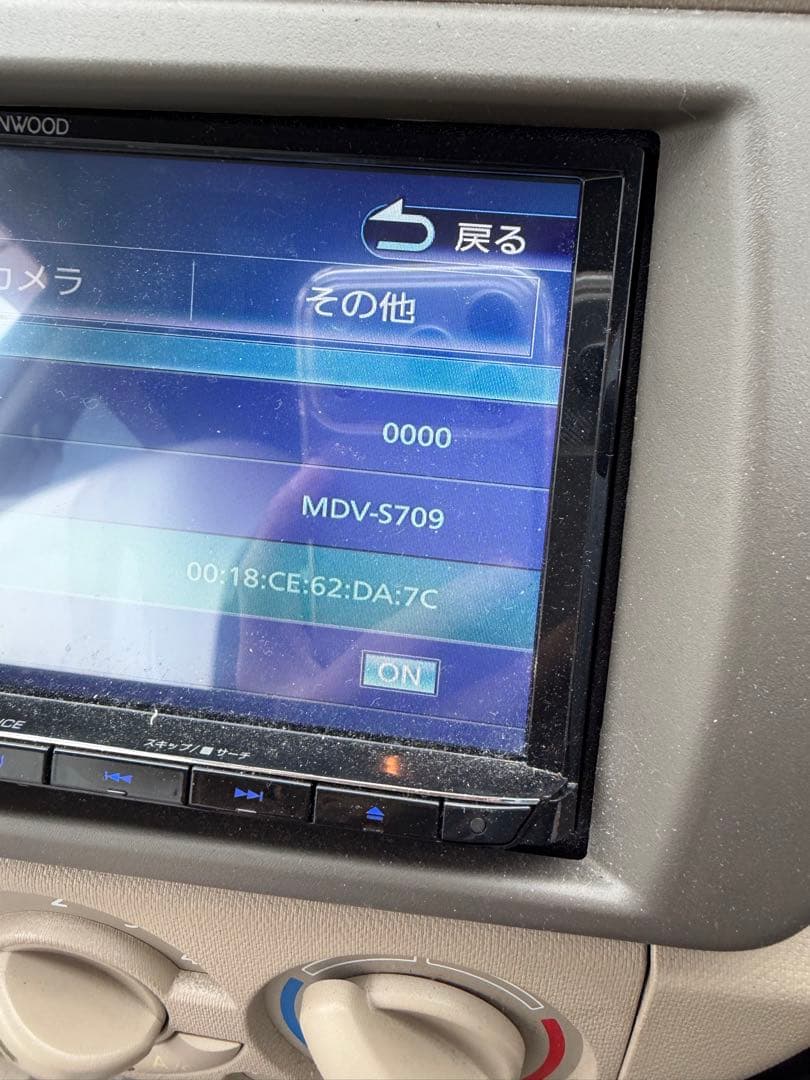 NWOOD
戻る
カメラ
その他
0000
MDV-S709
00:18:CE:62:DA:7C
ON
スキップ/■サーチ